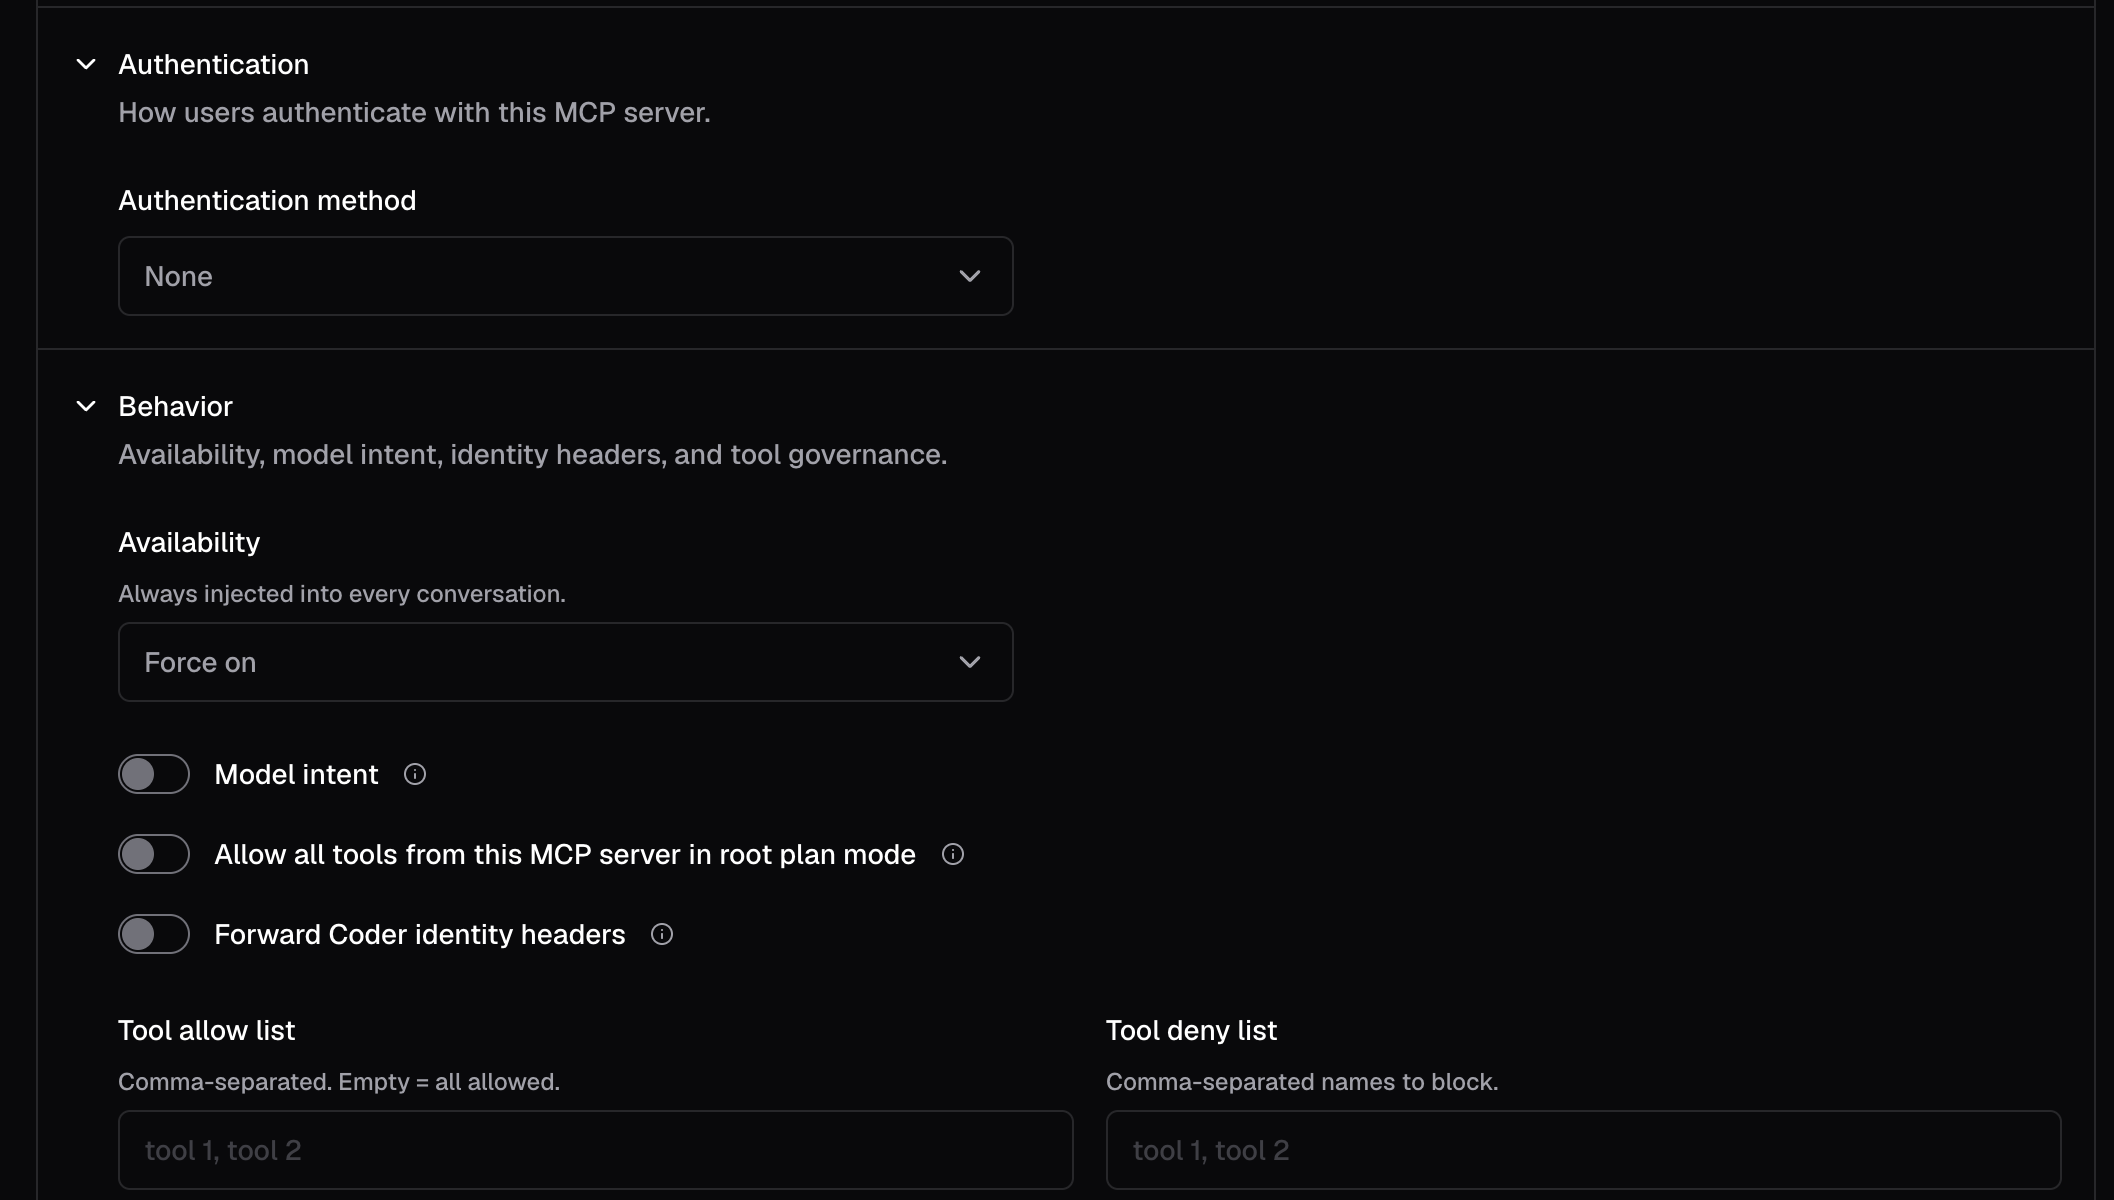 Authentication
How users authenticate with this MCP server.
Authentication method
None
Behavior
Availability, model intent, identity headers, and tool governance.
Availability
Always injected into every conversation.
Force on
Model intent
Allow all tools from this MCP server in root plan mode
Forward Coder identity headers
Tool allow list
Comma-separated. Empty = all allowed.
tool 1, tool 2
Tool deny list
Comma-separated names to block.
tool 1, tool 2